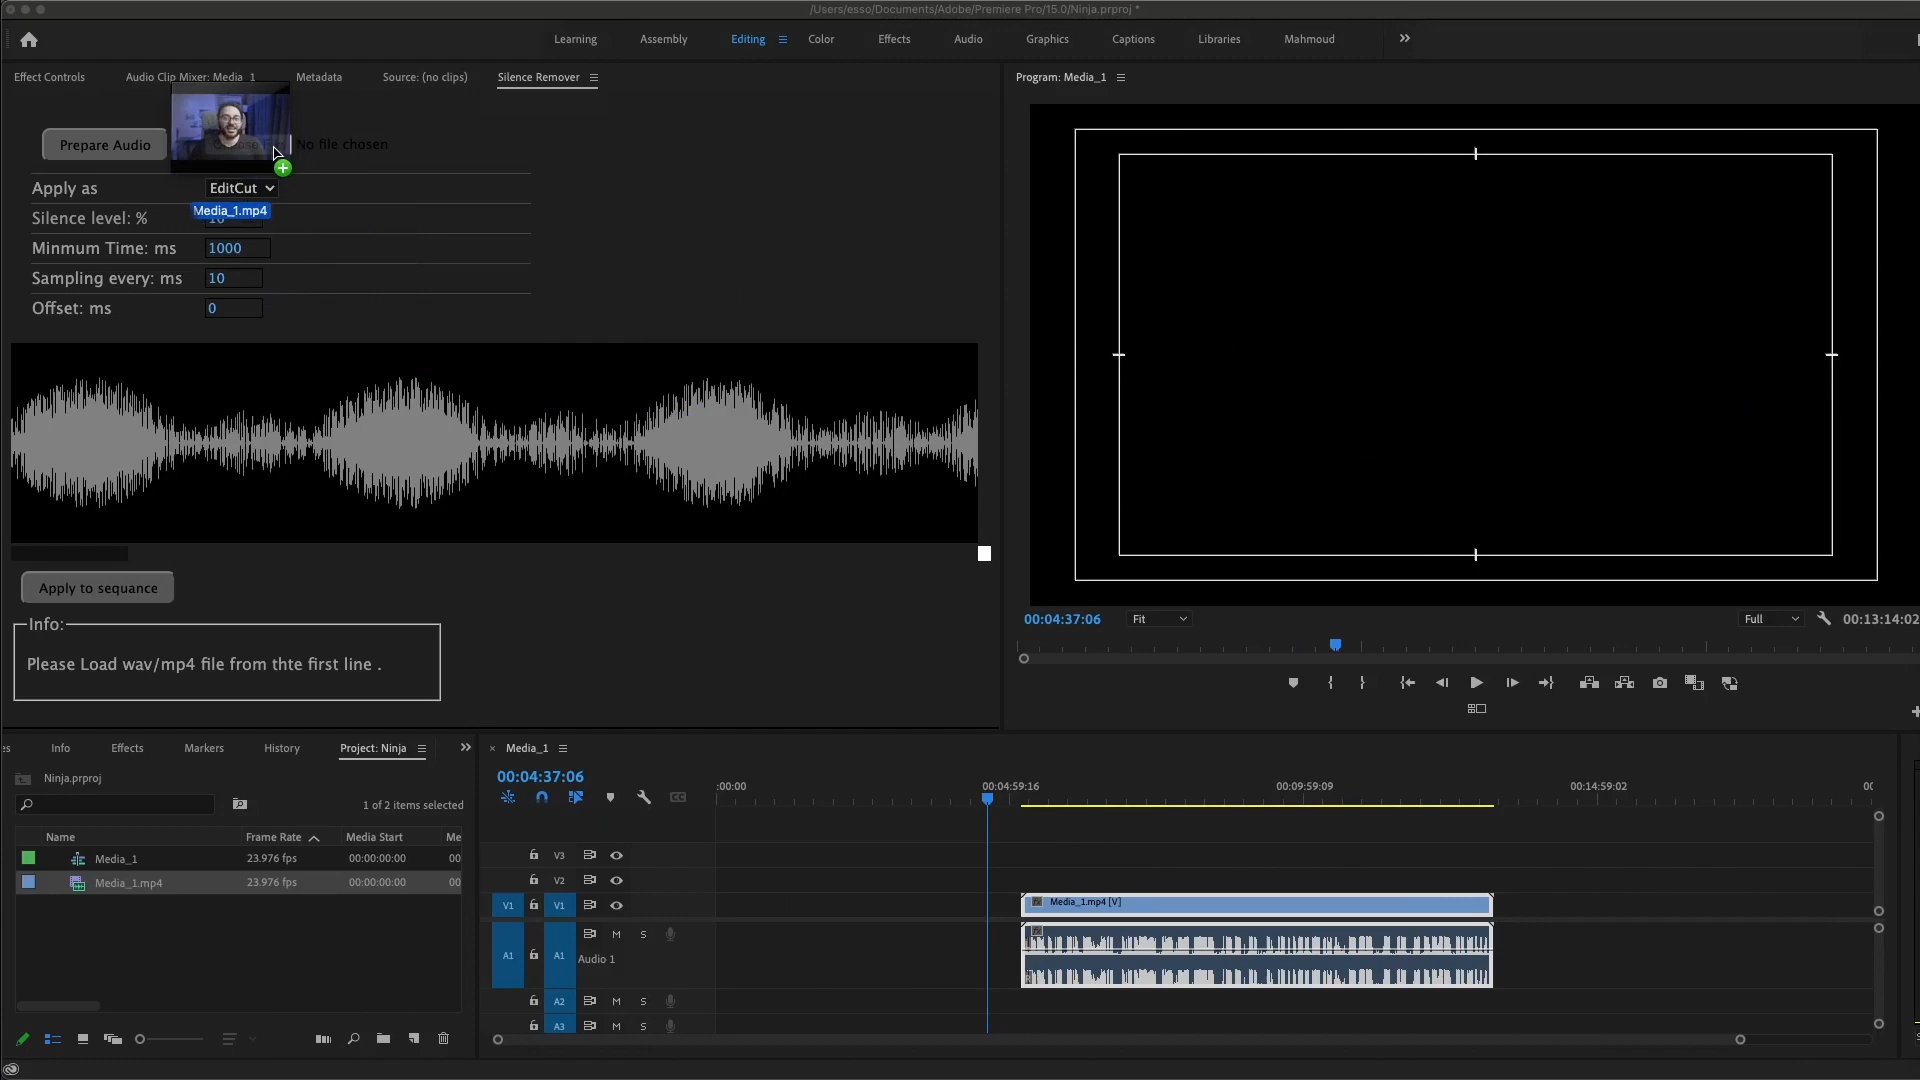 /Users/esso/Documents/Adobe/Premiere Pro/15.0/Ninja.prproj *
Learning Assembly Editing Color Effects Audio Graphics Captions Libraries Mahmoud
Effect Controls Audio Clip Mixer: Media_1 Metadata Source: (no clips) Silence Remover
Program: Media_1
Prepare Audio No file chosen
Apply as EditCut
Media_1.mp4
Silence level: % 10
Minmum Time: ms 1000
Sampling every: ms 10
Offset: ms 0
Apply to sequance
Info:
Please Load wav/mp4 file from thte first line .
00:04:37:06 Fit Full 00:13:14:02
Info Effects Markers History Project: Ninja
Ninja.prproj
1 of 2 items selected
Name Frame Rate Media Start Me
Media_1 23.976 fps 00:00:00:00 00
Media_1.mp4 23.976 fps 00:00:00:00 00
Media_1
00:04:37:06
:00:00 00:04:59:16 00:09:59:09 00:14:59:02 00
V3
V2
V1 V1 Media_1.mp4 [V]
M S
A1 A1 Audio 1
A2 M S
A3 M S